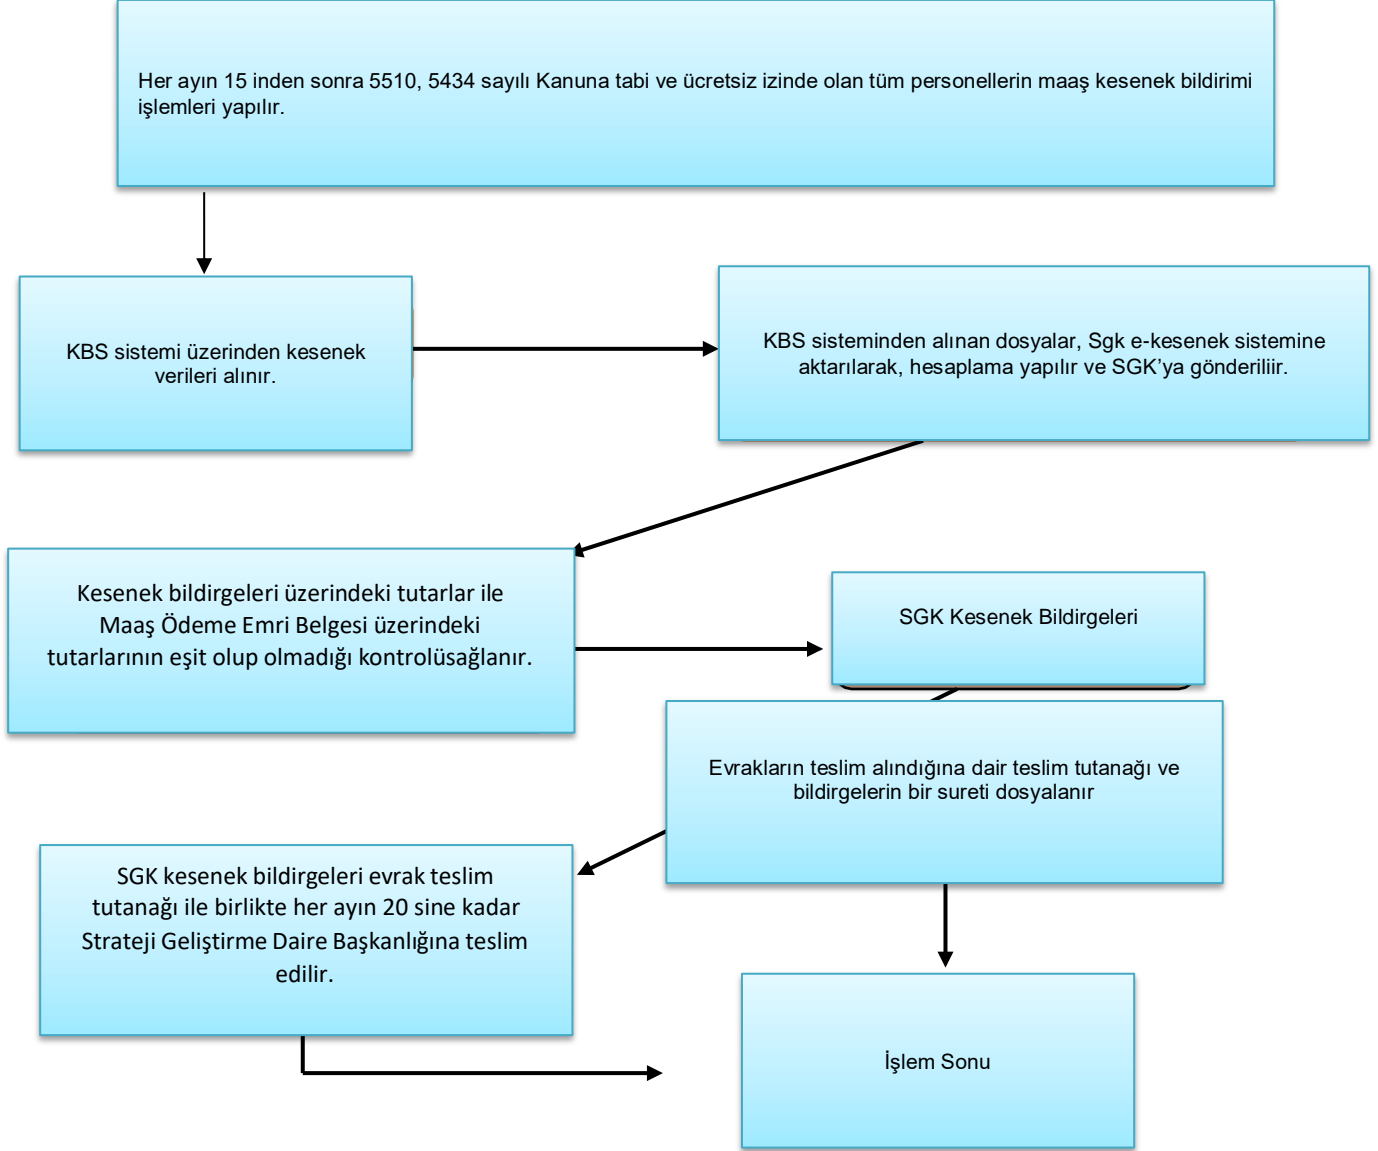 Her ayın 15 inden sonra 5510, 5434 sayılı Kanuna tabi ve ücretsiz izinde olan tüm personellerin maaş kesenek bildirimi
işlemleri yapılır.
KBS sistemi üzerinden kesenek
verileri alınır.
KBS sisteminden alınan dosyalar, Sgk e-kesenek sistemine
aktarılarak, hesaplama yapılır ve SGK’ya gönderiliir.
Kesenek bildirgeleri üzerindeki tutarlar ile
Maaş Ödeme Emri Belgesi üzerindeki
tutarlarının eşit olup olmadığı kontrolüsağlanır.
SGK Kesenek Bildirgeleri
Evrakların teslim alındığına dair teslim tutanağı ve
bildirgelerin bir sureti dosyalanır
SGK kesenek bildirgeleri evrak teslim
tutanağı ile birlikte her ayın 20 sine kadar
Strateji Geliştirme Daire Başkanlığına teslim
edilir.
İşlem Sonu